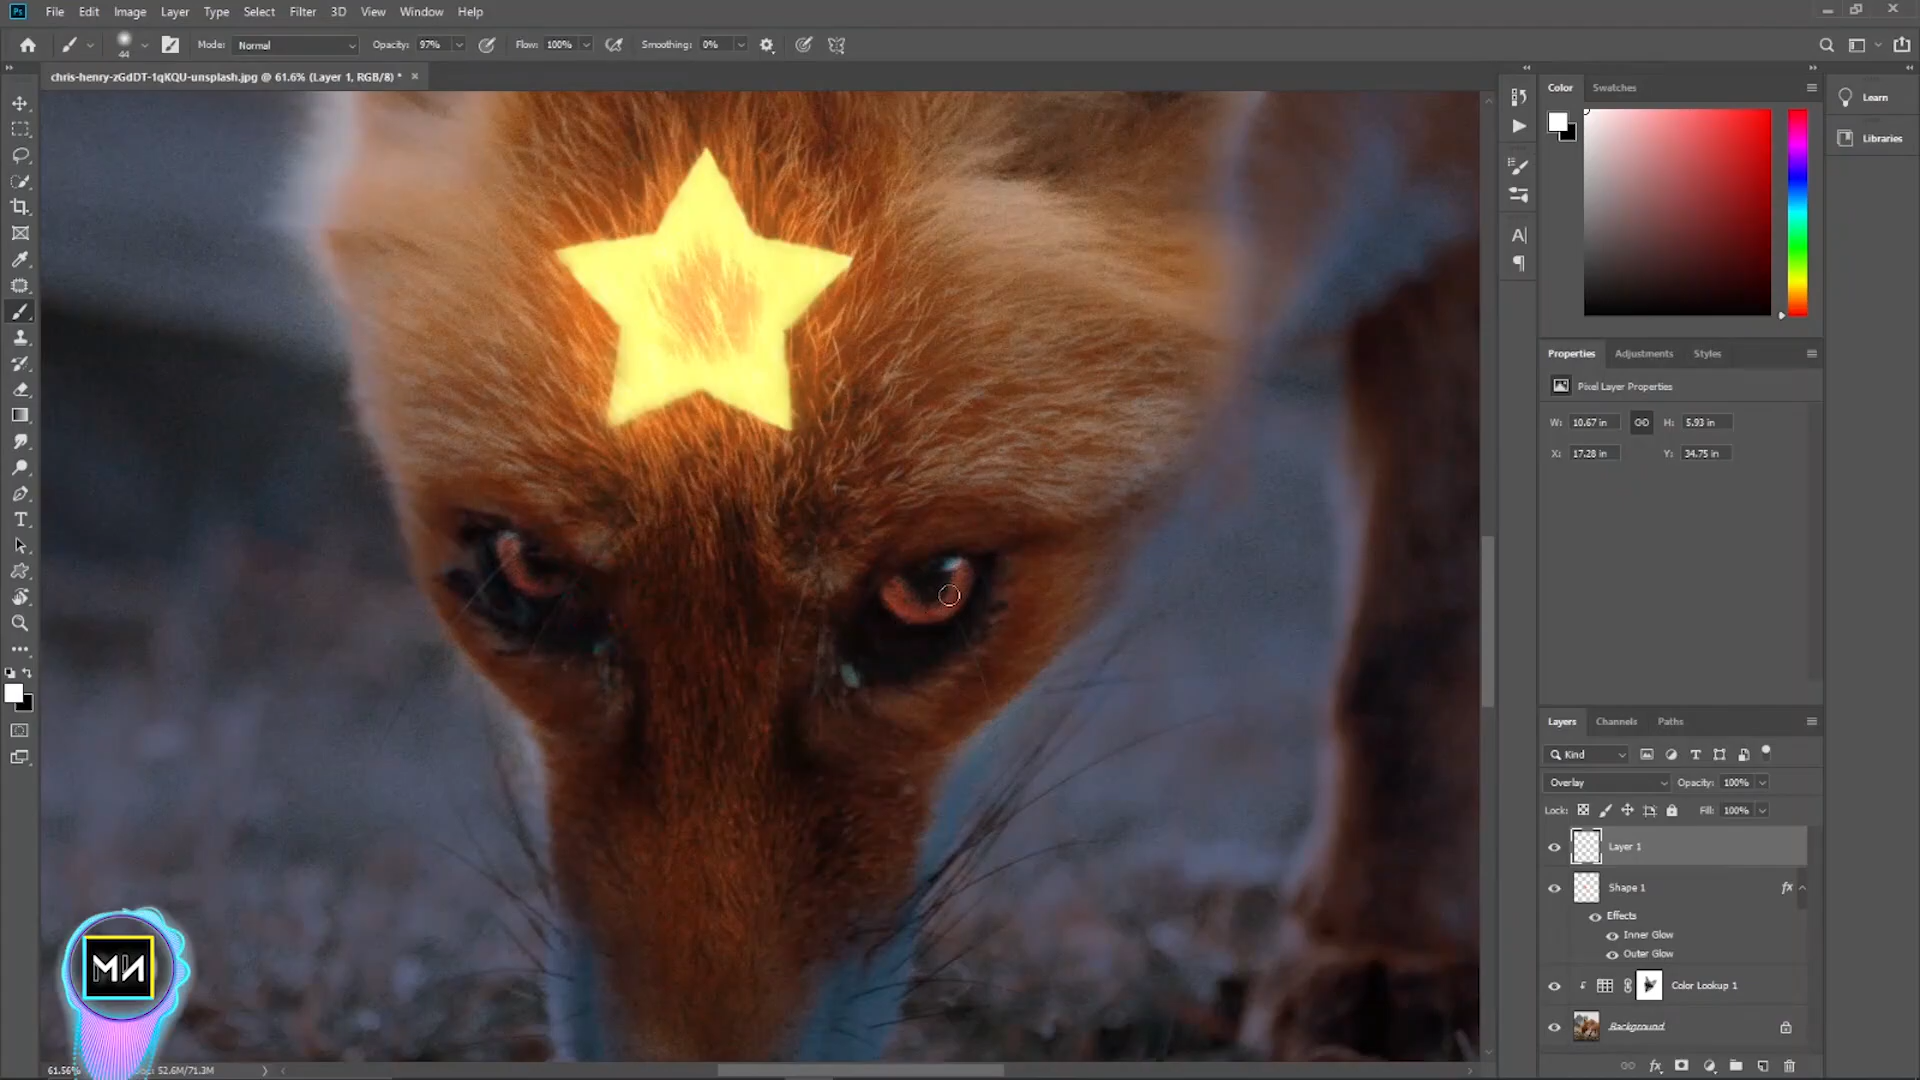 Ps File Edit Image Layer Type Select Filter 3D View Window Help
44 Mode: Normal Opacity: 97% Flow: 100% Smoothing: 0%
chris-henry-zGdDT-1qKQU-unsplash.jpg @ 61.6% (Layer 1, RGB/8) *
Color Swatches
Learn
Libraries
Properties Adjustments Styles
Pixel Layer Properties
W: 10.67 in H: 5.93 in
X: 17.28 in Y: 34.75 in
Layers Channels Paths
Kind
Overlay Opacity: 100%
Lock: Fill: 100%
Layer 1
Shape 1 fx
Effects
Inner Glow
Outer Glow
Color Lookup 1
Background
fx
61.56% 52.6M/71.3M